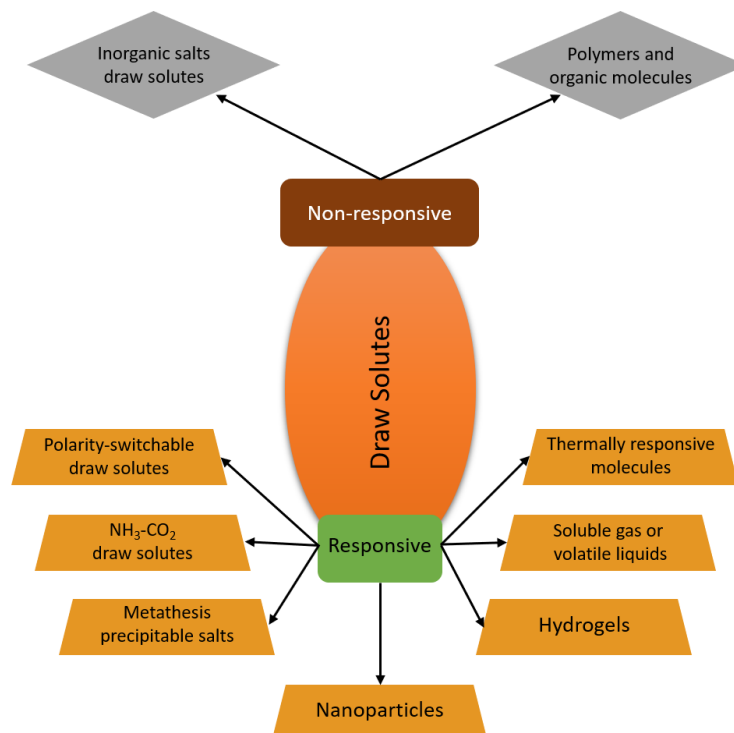 Inorganic salts
draw solutes
Polymers and
organic molecules
Non-responsive
Draw Solutes
Polarity-switchable
draw solutes
Thermally responsive
molecules
NH₃-CO₂
draw solutes
Responsive
Soluble gas or
volatile liquids
Metathesis
precipitable salts
Hydrogels
Nanoparticles